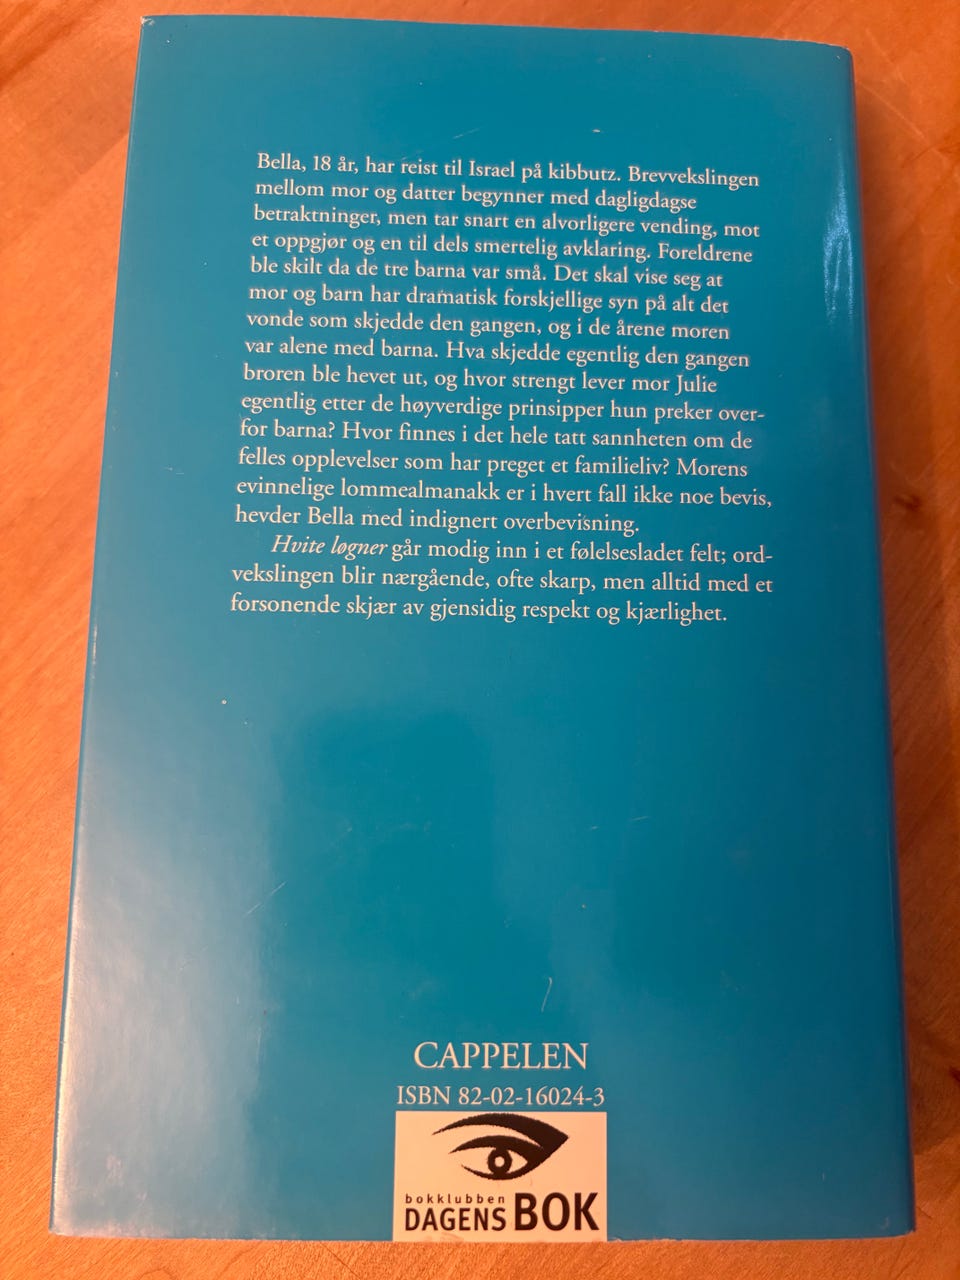 Bella, 18 år, har reist til Israel på kibbutz. Brevvekslingen
mellom mor og datter begynner med dagligdagse
betraktninger, men tar snart en alvorligere vending, mot
et oppgjør og en til dels smertelig avklaring. Foreldrene
ble skilt da de tre barna var små. Det skal vise seg at
mor og barn har dramatisk forskjellige syn på alt det
vonde som skjedde den gangen, og i de årene moren
var alene med barna. Hva skjedde egentlig den gangen
broren ble hevet ut, og hvor strengt lever mor Julie
egentlig etter de høyverdige prinsipper hun preker over-
for barna? Hvor finnes i det hele tatt sannheten om de
felles opplevelser som har preget et familieliv? Morens
evinnelige lommealmanakk er i hvert fall ikke noe bevis,
hevder Bella med indignert overbevisning.
Hvite løgner går modig inn i et følelsesladet felt; ord-
vekslingen blir nærgående, ofte skarp, men alltid med et
forsonende skjær av gjensidig respekt og kjærlighet.
CAPPELEN
ISBN 82-02-16024-3
bokklubben
DAGENS BOK